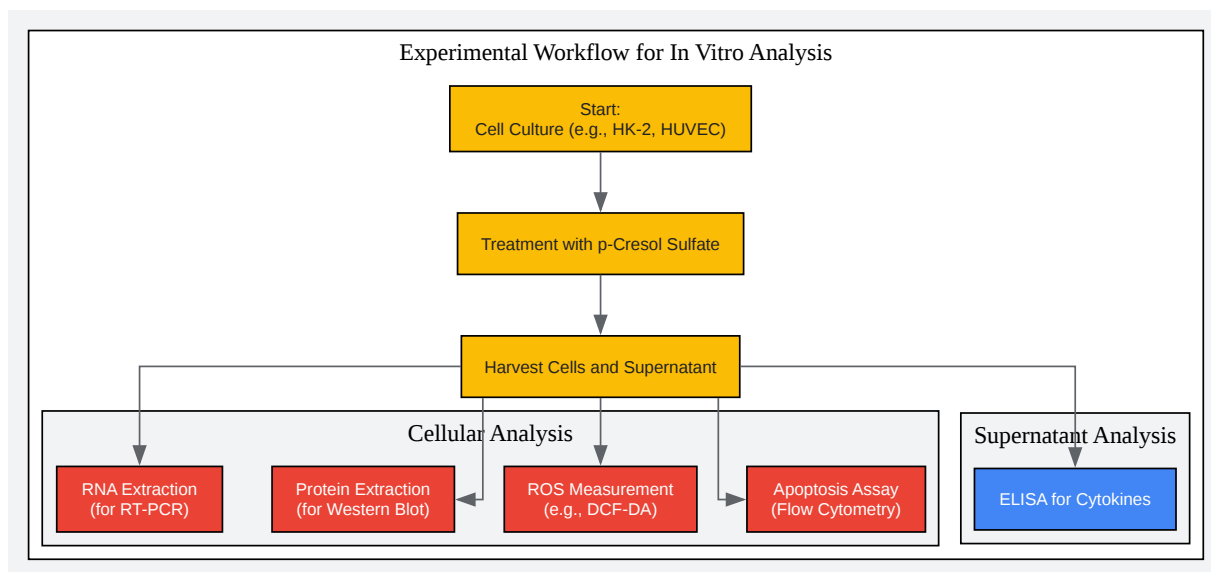 Experimental Workflow for In Vitro Analysis
Start:
Cell Culture (e.g., HK-2, HUVEC)
Treatment with p-Cresol Sulfate
Harvest Cells and Supernatant
Cellular Analysis
Supernatant Analysis
RNA Extraction
(for RT-PCR)
Protein Extraction
(for Western Blot)
ROS Measurement
(e.g., DCF-DA)
Apoptosis Assay
(Flow Cytometry)
ELISA for Cytokines